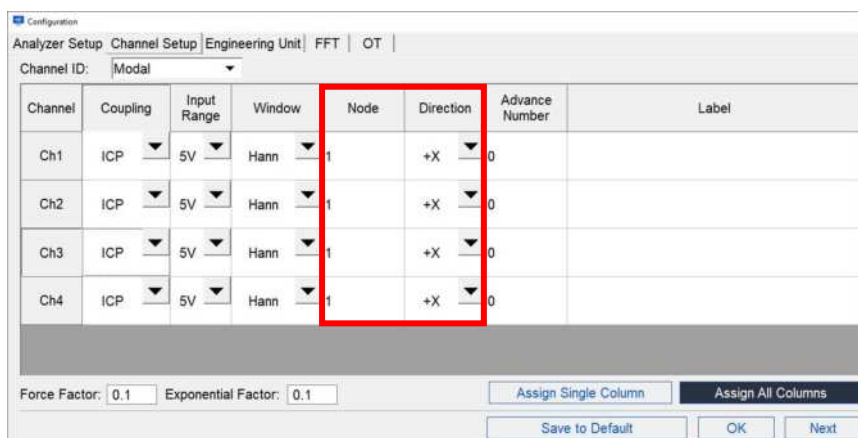 Configuration
Analyzer Setup Channel Setup Engineering Unit FFT OT
Channel ID: Modal
Channel Coupling Input Range Window Node Direction Advance Number Label
Ch1 ICP 5V Hann 1 +X 0
Ch2 ICP 5V Hann 1 +X 0
Ch3 ICP 5V Hann 1 +X 0
Ch4 ICP 5V Hann 1 +X 0
Force Factor: 0.1 Exponential Factor: 0.1 Assign Single Column Assign All Columns
Save to Default OK Next